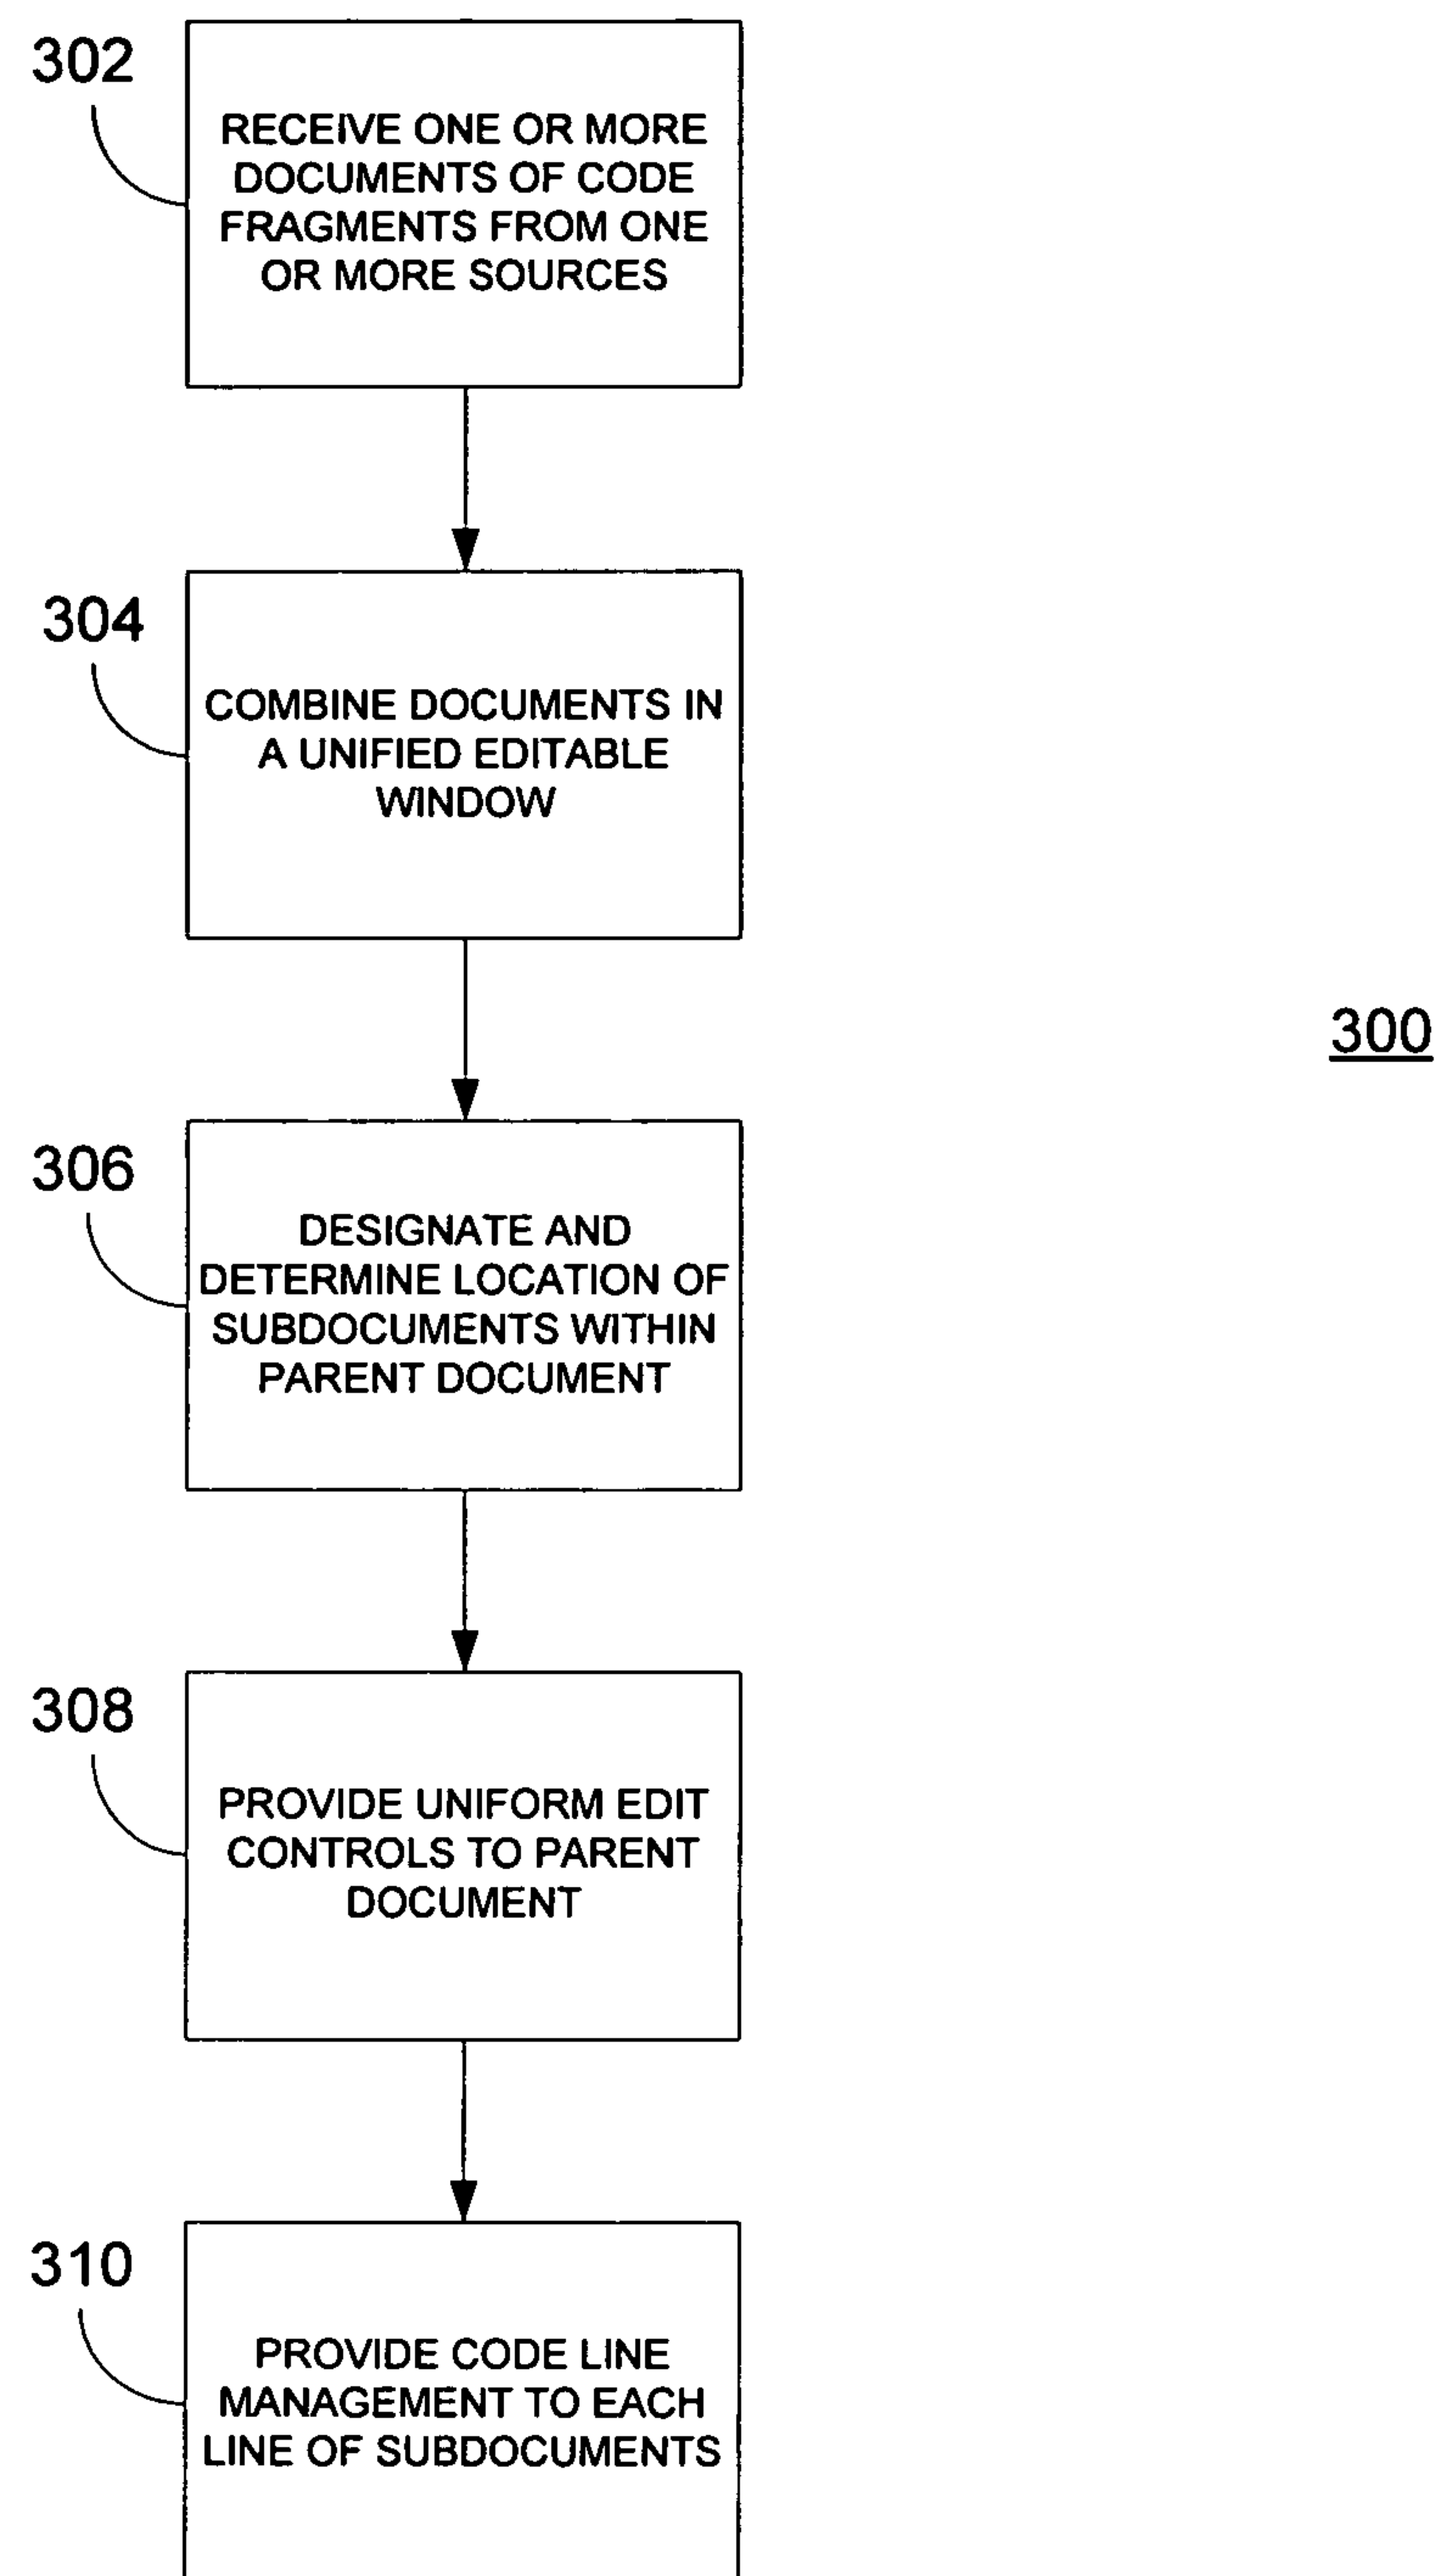 302
RECEIVE ONE OR MORE
DOCUMENTS OF CODE
FRAGMENTS FROM ONE
OR MORE SOURCES
304
COMBINE DOCUMENTS IN
A UNIFIED EDITABLE
WINDOW
300
306
DESIGNATE AND
DETERMINE LOCATION OF
SUBDOCUMENTS WITHIN
PARENT DOCUMENT
308
PROVIDE UNIFORM EDIT
CONTROLS TO PARENT
DOCUMENT
310
PROVIDE CODE LINE
MANAGEMENT TO EACH
LINE OF SUBDOCUMENTS